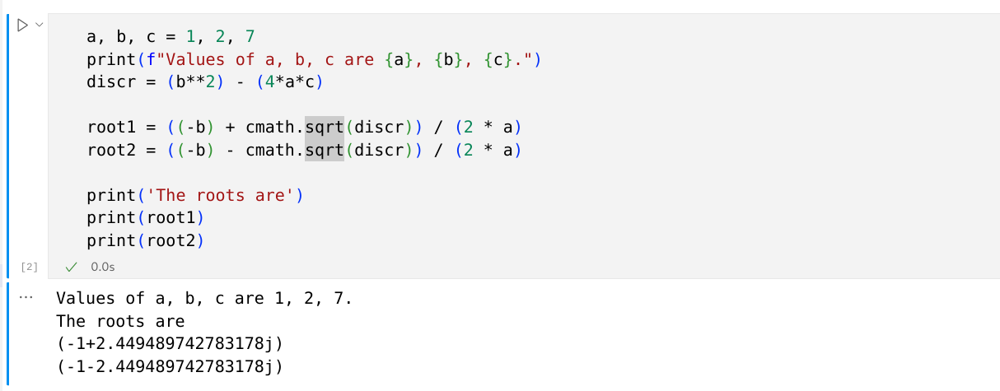 a, b, c = 1, 2, 7
print(f"Values of a, b, c are {a}, {b}, {c}.")
discr = (b**2) - (4*a*c)
root1 = ((-b) + cmath.sqrt(discr)) / (2 * a)
root2 = ((-b) - cmath.sqrt(discr)) / (2 * a)
print('The roots are')
print(root1)
print(root2)
[2] 0.0s
... Values of a, b, c are 1, 2, 7.
The roots are
(-1+2.449489742783178j)
(-1-2.449489742783178j)